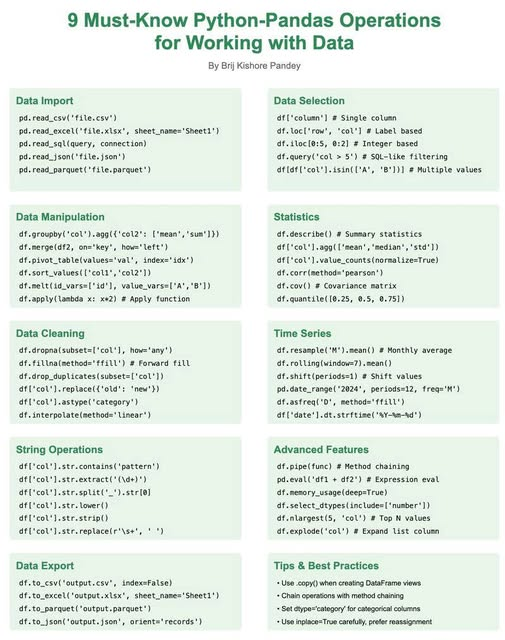 9 Must-Know Python-Pandas Operations
for Working with Data
By Brij Kishore Pandey
Data Import
pd.read_csv('file.csv')
pd.read_excel('file.xlsx', sheet_name='Sheet1')
pd.read_sql(query, connection)
pd.read_json('file.json')
pd.read_parquet('file.parquet')
Data Selection
df['column'] # Single column
df.loc['row', 'col'] # Label based
df.iloc[0:5, 0:2] # Integer based
df.query('col > 5') # SQL-like filtering
df[df['col'].isin(['A', 'B'])] # Multiple values
Data Manipulation
df.groupby('col').agg({'col2': ['mean','sum']})
df.merge(df2, on='key', how='left')
df.pivot_table(values='val', index='idx')
df.sort_values(['col1','col2'])
df.melt(id_vars=['id'], value_vars=['A','B'])
df.apply(lambda x: x*2) # Apply function
Statistics
df.describe() # Summary statistics
df['col'].agg(['mean','median','std'])
df['col'].value_counts(normalize=True)
df.corr(method='pearson')
df.cov() # Covariance matrix
df.quantile([0.25, 0.5, 0.75])
Data Cleaning
df.dropna(subset=['col'], how='any')
df.fillna(method='ffill') # Forward fill
df.drop_duplicates(subset=['col'])
df['col'].replace({'old': 'new'})
df['col'].astype('category')
df.interpolate(method='linear')
Time Series
df.resample('M').mean() # Monthly average
df.rolling(window=7).mean()
df.shift(periods=1) # Shift values
pd.date_range('2024', periods=12, freq='M')
df.asfreq('D', method='ffill')
df['date'].dt.strftime('%Y-%m-%d')
String Operations
df['col'].str.contains('pattern')
df['col'].str.extract('(\d+)')
df['col'].str.split('_').str[0]
df['col'].str.lower()
df['col'].str.strip()
df['col'].str.replace(r'\s+', ' ')
Advanced Features
df.pipe(func) # Method chaining
pd.eval('df1 + df2') # Expression eval
df.memory_usage(deep=True)
df.select_dtypes(include=['number'])
df.nlargest(5, 'col') # Top N values
df.explode('col') # Expand list column
Data Export
df.to_csv('output.csv', index=False)
df.to_excel('output.xlsx', sheet_name='Sheet1')
df.to_parquet('output.parquet')
df.to_json('output.json', orient='records')
Tips & Best Practices
• Use .copy() when creating DataFrame views
• Chain operations with method chaining
• Set dtype='category' for categorical columns
• Use inplace=True carefully, prefer reassignment